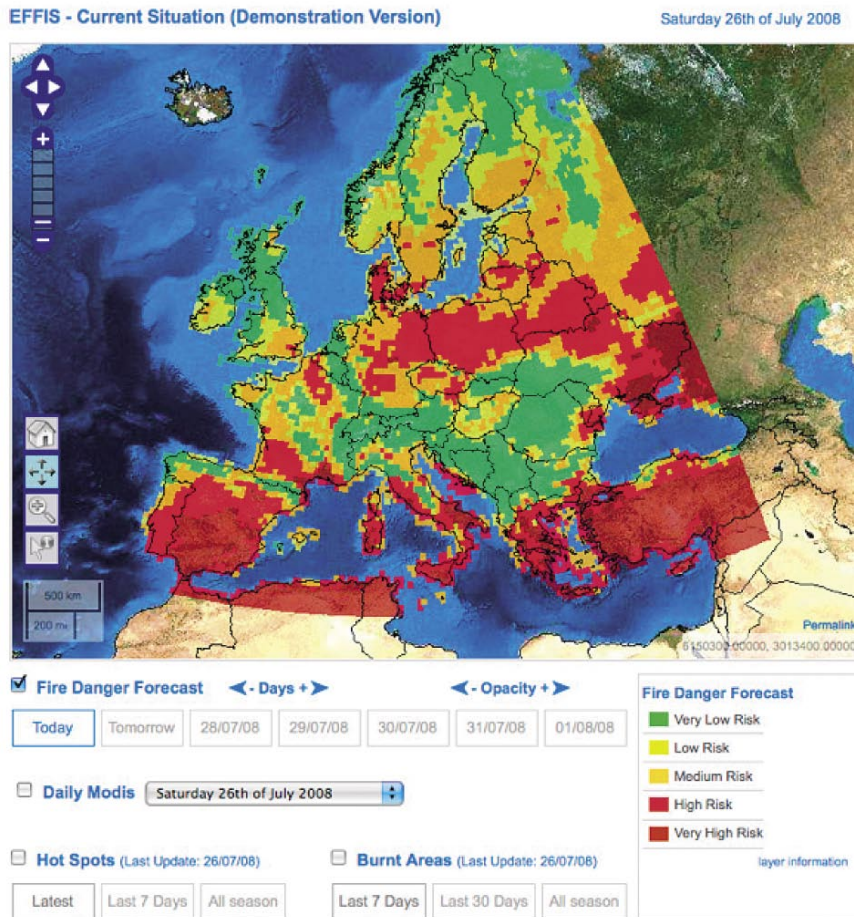 EFFIS - Current Situation (Demonstration Version)
Saturday 26th of July 2008
+
−
500 km
Permalink
6150300.00000, 3013400.00000
Fire Danger Forecast
- Days +
- Opacity +
Today
Tomorrow
28/07/08
29/07/08
30/07/08
31/07/08
01/08/08
Daily Modis
Saturday 26th of July 2008
Hot Spots (Last Update: 26/07/08)
Latest
Last 7 Days
All season
Burnt Areas (Last Update: 26/07/08)
Last 7 Days
Last 30 Days
All season
Fire Danger Forecast
Very Low Risk
Low Risk
Medium Risk
High Risk
Very High Risk
layer information